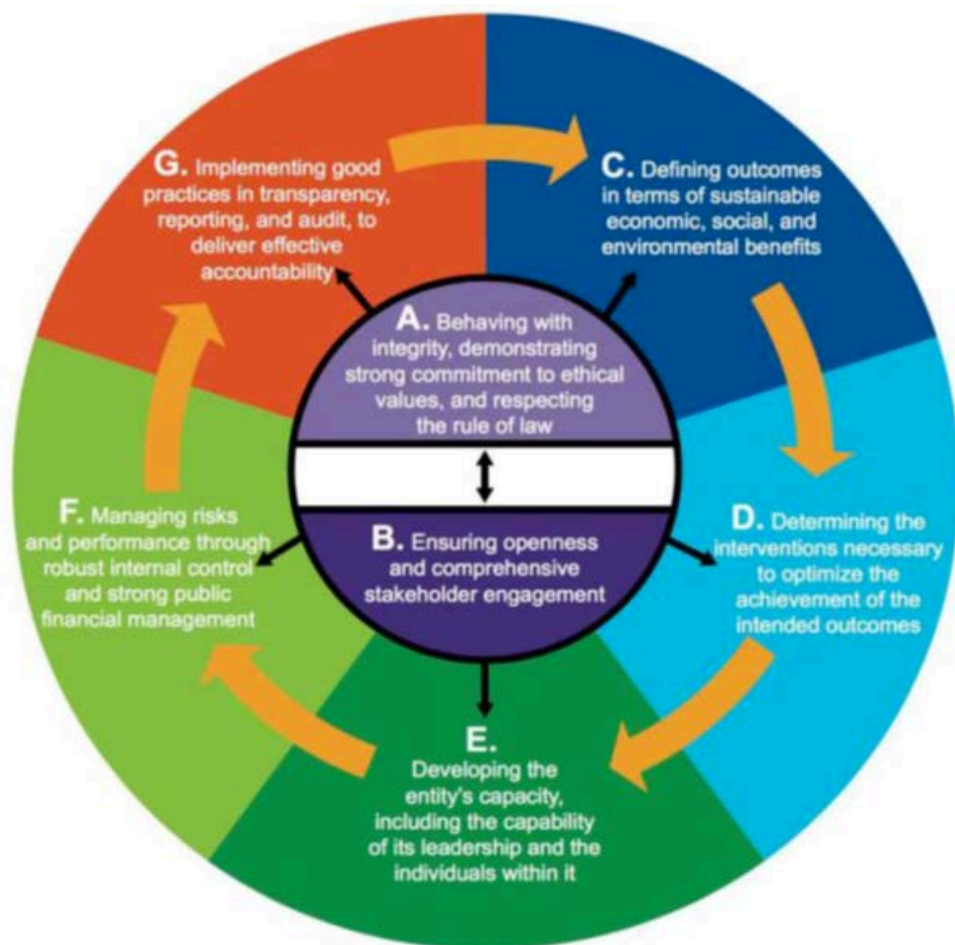 A. Behaving with
integrity, demonstrating
strong commitment to ethical
values, and respecting
the rule of law
B. Ensuring openness
and comprehensive
stakeholder engagement
C. Defining outcomes
in terms of sustainable
economic, social, and
environmental benefits
D. Determining the
interventions necessary
to optimize the
achievement of the
intended outcomes
E.
Developing the
entity's capacity,
including the capability
of its leadership and the
individuals within it
F. Managing risks
and performance through
robust internal control
and strong public
financial management
G. Implementing good
practices in transparency,
reporting, and audit, to
deliver effective
accountability